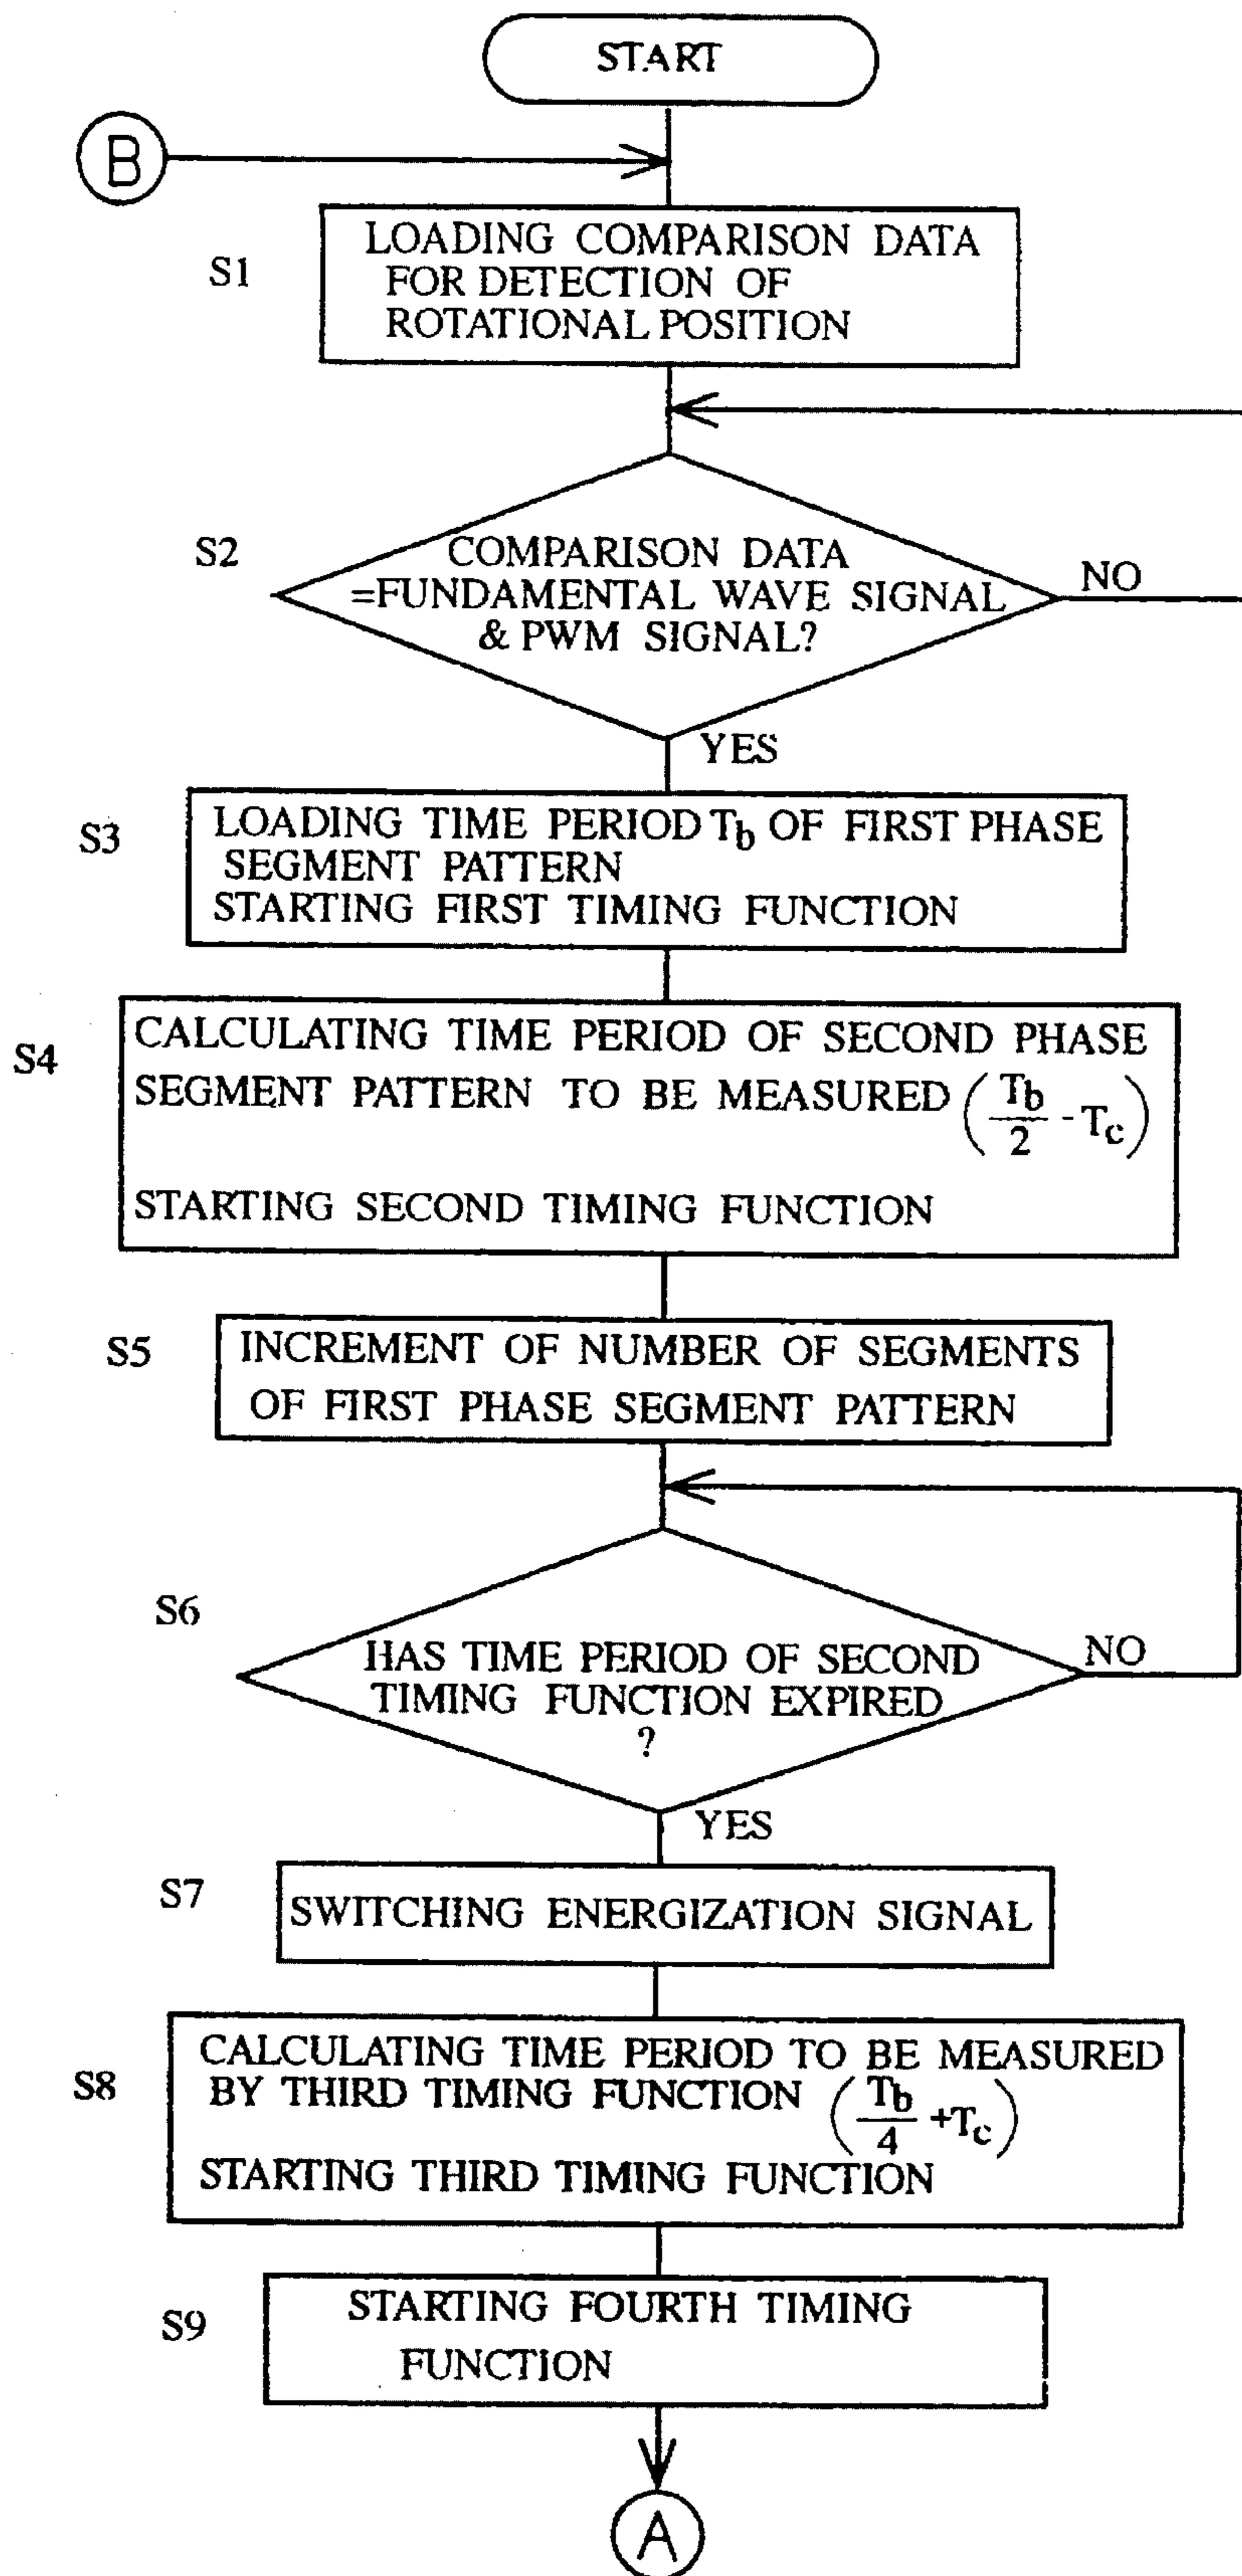 START
B
S1
LOADING COMPARISON DATA
FOR DETECTION OF
ROTATIONAL POSITION
S2
COMPARISON DATA
=FUNDAMENTAL WAVE SIGNAL
& PWM SIGNAL?
NO
YES
S3
LOADING TIME PERIOD Tb OF FIRST PHASE
SEGMENT PATTERN
STARTING FIRST TIMING FUNCTION
S4
CALCULATING TIME PERIOD OF SECOND PHASE
SEGMENT PATTERN TO BE MEASURED (Tb/2 - Tc)
STARTING SECOND TIMING FUNCTION
S5
INCREMENT OF NUMBER OF SEGMENTS
OF FIRST PHASE SEGMENT PATTERN
S6
HAS TIME PERIOD OF SECOND
TIMING FUNCTION EXPIRED
?
NO
YES
S7
SWITCHING ENERGIZATION SIGNAL
S8
CALCULATING TIME PERIOD TO BE MEASURED
BY THIRD TIMING FUNCTION (Tb/4 +Tc)
STARTING THIRD TIMING FUNCTION
S9
STARTING FOURTH TIMING
FUNCTION
A